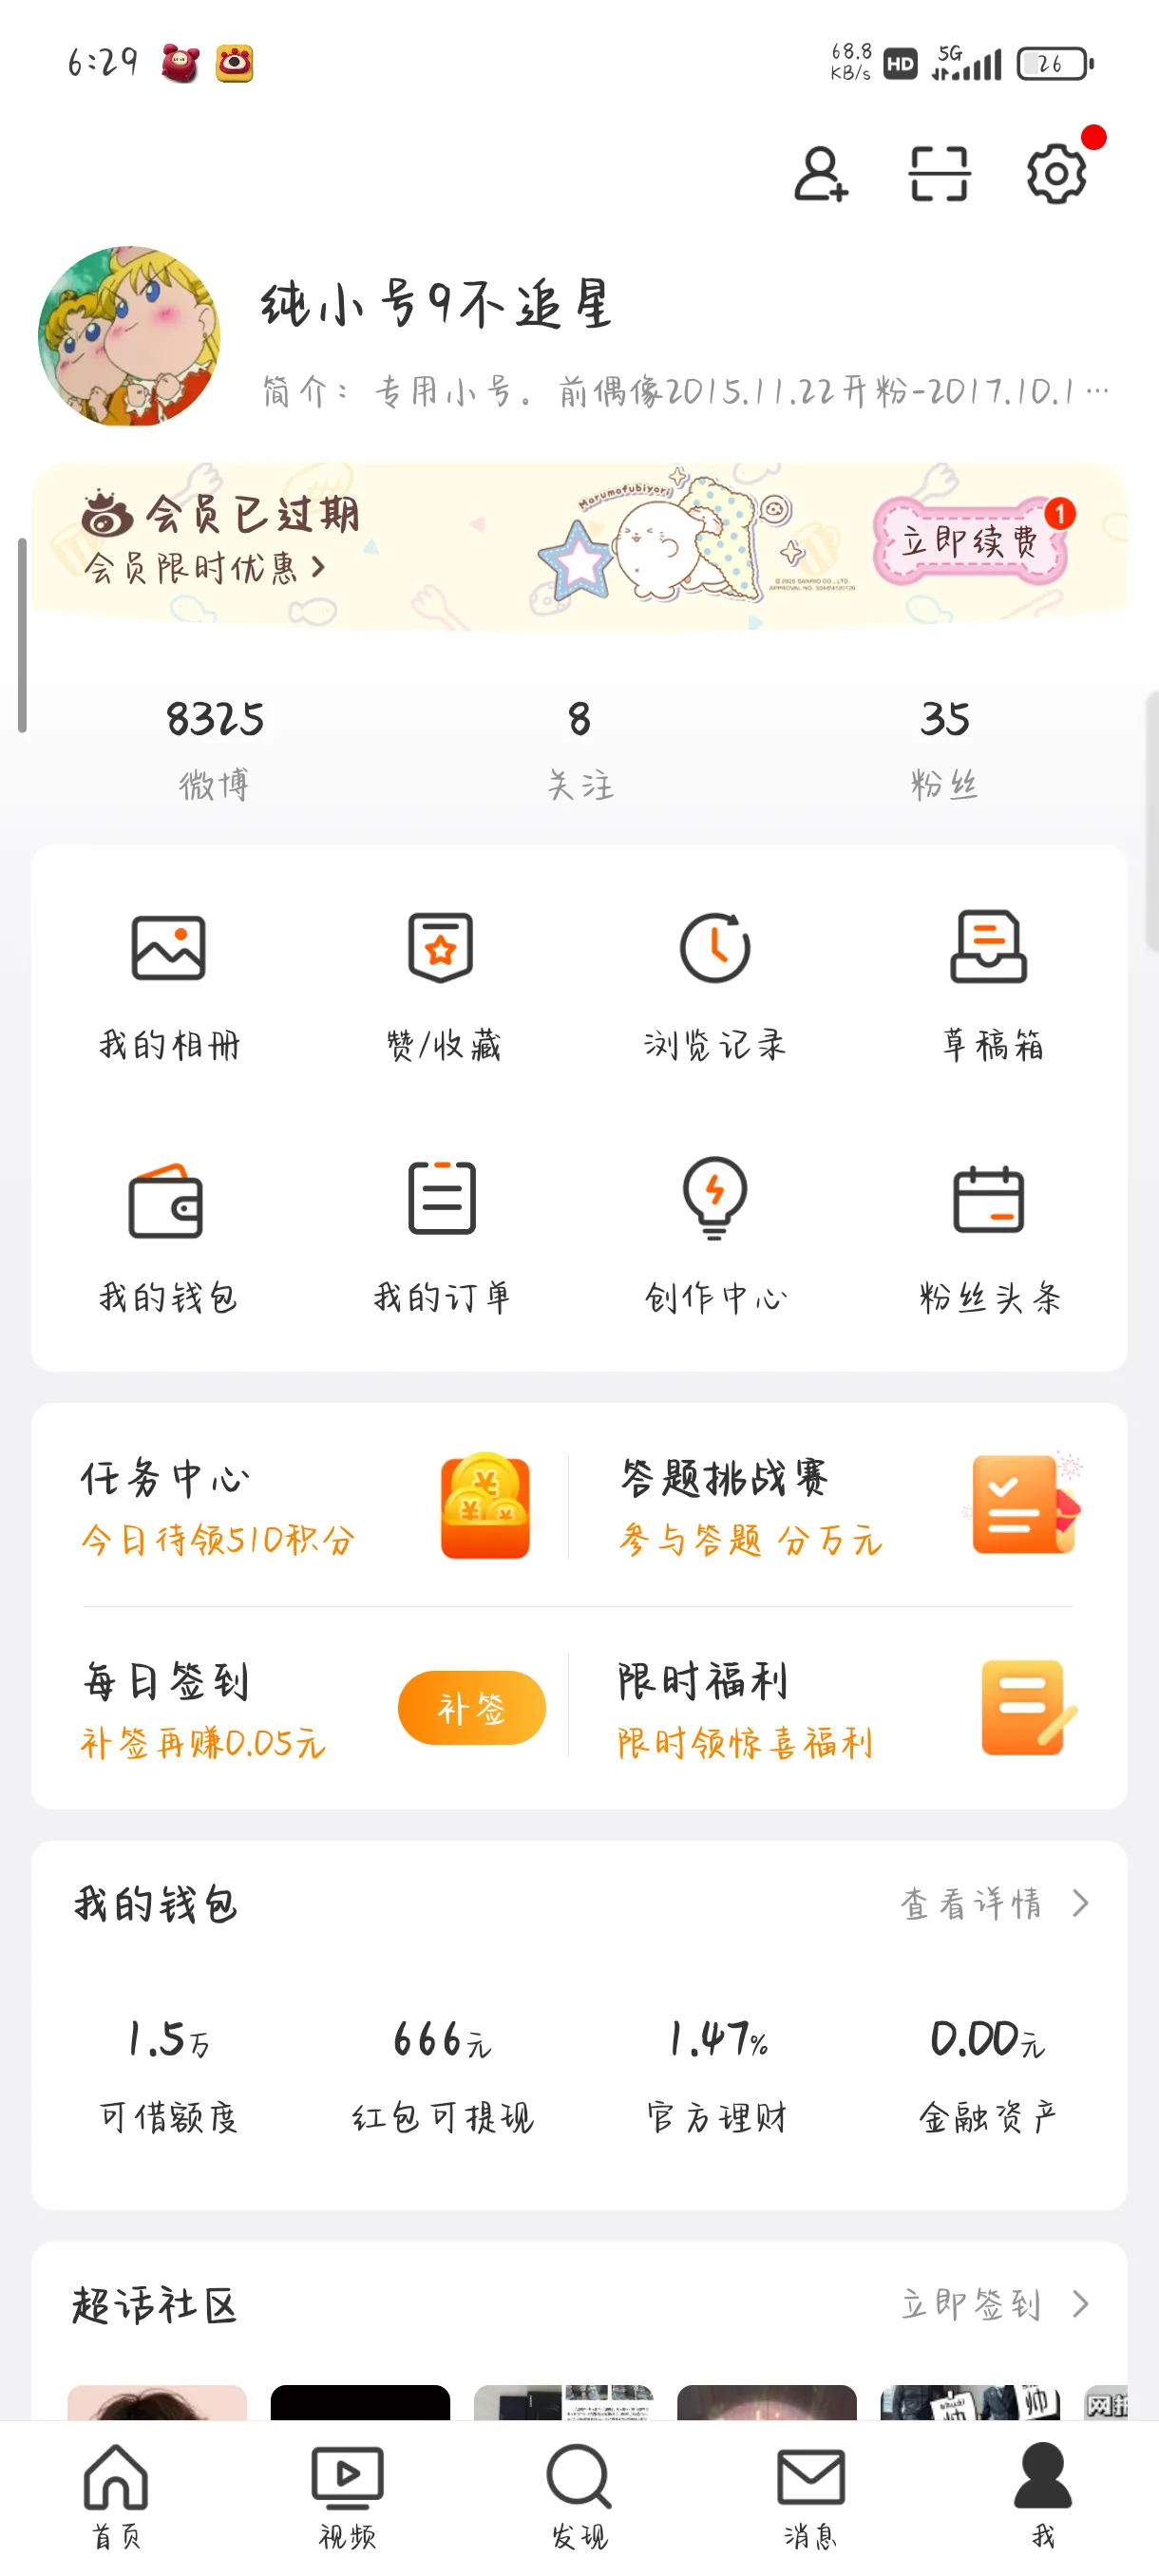 6:29
68.8
KB/s
HD
5G
26
纯小号9不追星
简介：专用小号。前偶像2015.11.22开粉-2017.10.1…
会员已过期
会员限时优惠
Marumofubiyori
立即续费
1
8325
8
35
微博
关注
粉丝
我的相册
赞/收藏
浏览记录
草稿箱
我的钱包
我的订单
创作中心
粉丝头条
任务中心
今日待领510积分
答题挑战赛
参与答题 分万元
每日签到
补签再赚0.05元
补签
限时福利
限时领惊喜福利
我的钱包
查看详情
1.5万
666元
1.47%
0.00元
可借额度
红包可提现
官方理财
金融资产
超话社区
立即签到
帅
首页
视频
发现
消息
我